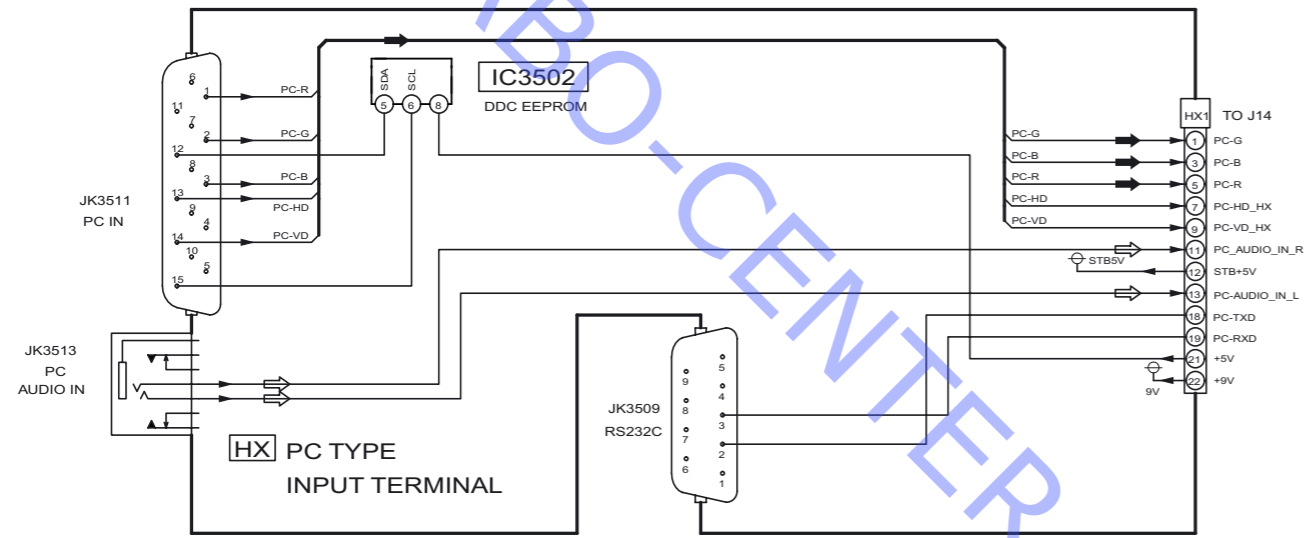 6
1
11
7
2
12
8
3
13
9
4
14
10
5
15
JK3511
PC IN
PC-R
PC-G
PC-B
PC-HD
PC-VD
SDA
SCL
5
6
8
IC3502
DDC EEPROM
HX1 TO J14
PC-G
PC-B
PC-R
PC-HD
PC-VD
STB5V
9V
1 PC-G
3 PC-B
5 PC-R
7 PC-HD_HX
9 PC-VD_HX
11 PC_AUDIO_IN_R
12 STB+5V
13 PC-AUDIO_IN_L
18 PC-TXD
19 PC-RXD
21 +5V
22 +9V
JK3513
PC
AUDIO IN
HX PC TYPE
INPUT TERMINAL
JK3509
RS232C
5
9
4
8
3
7
2
6
1
BO-CENTER